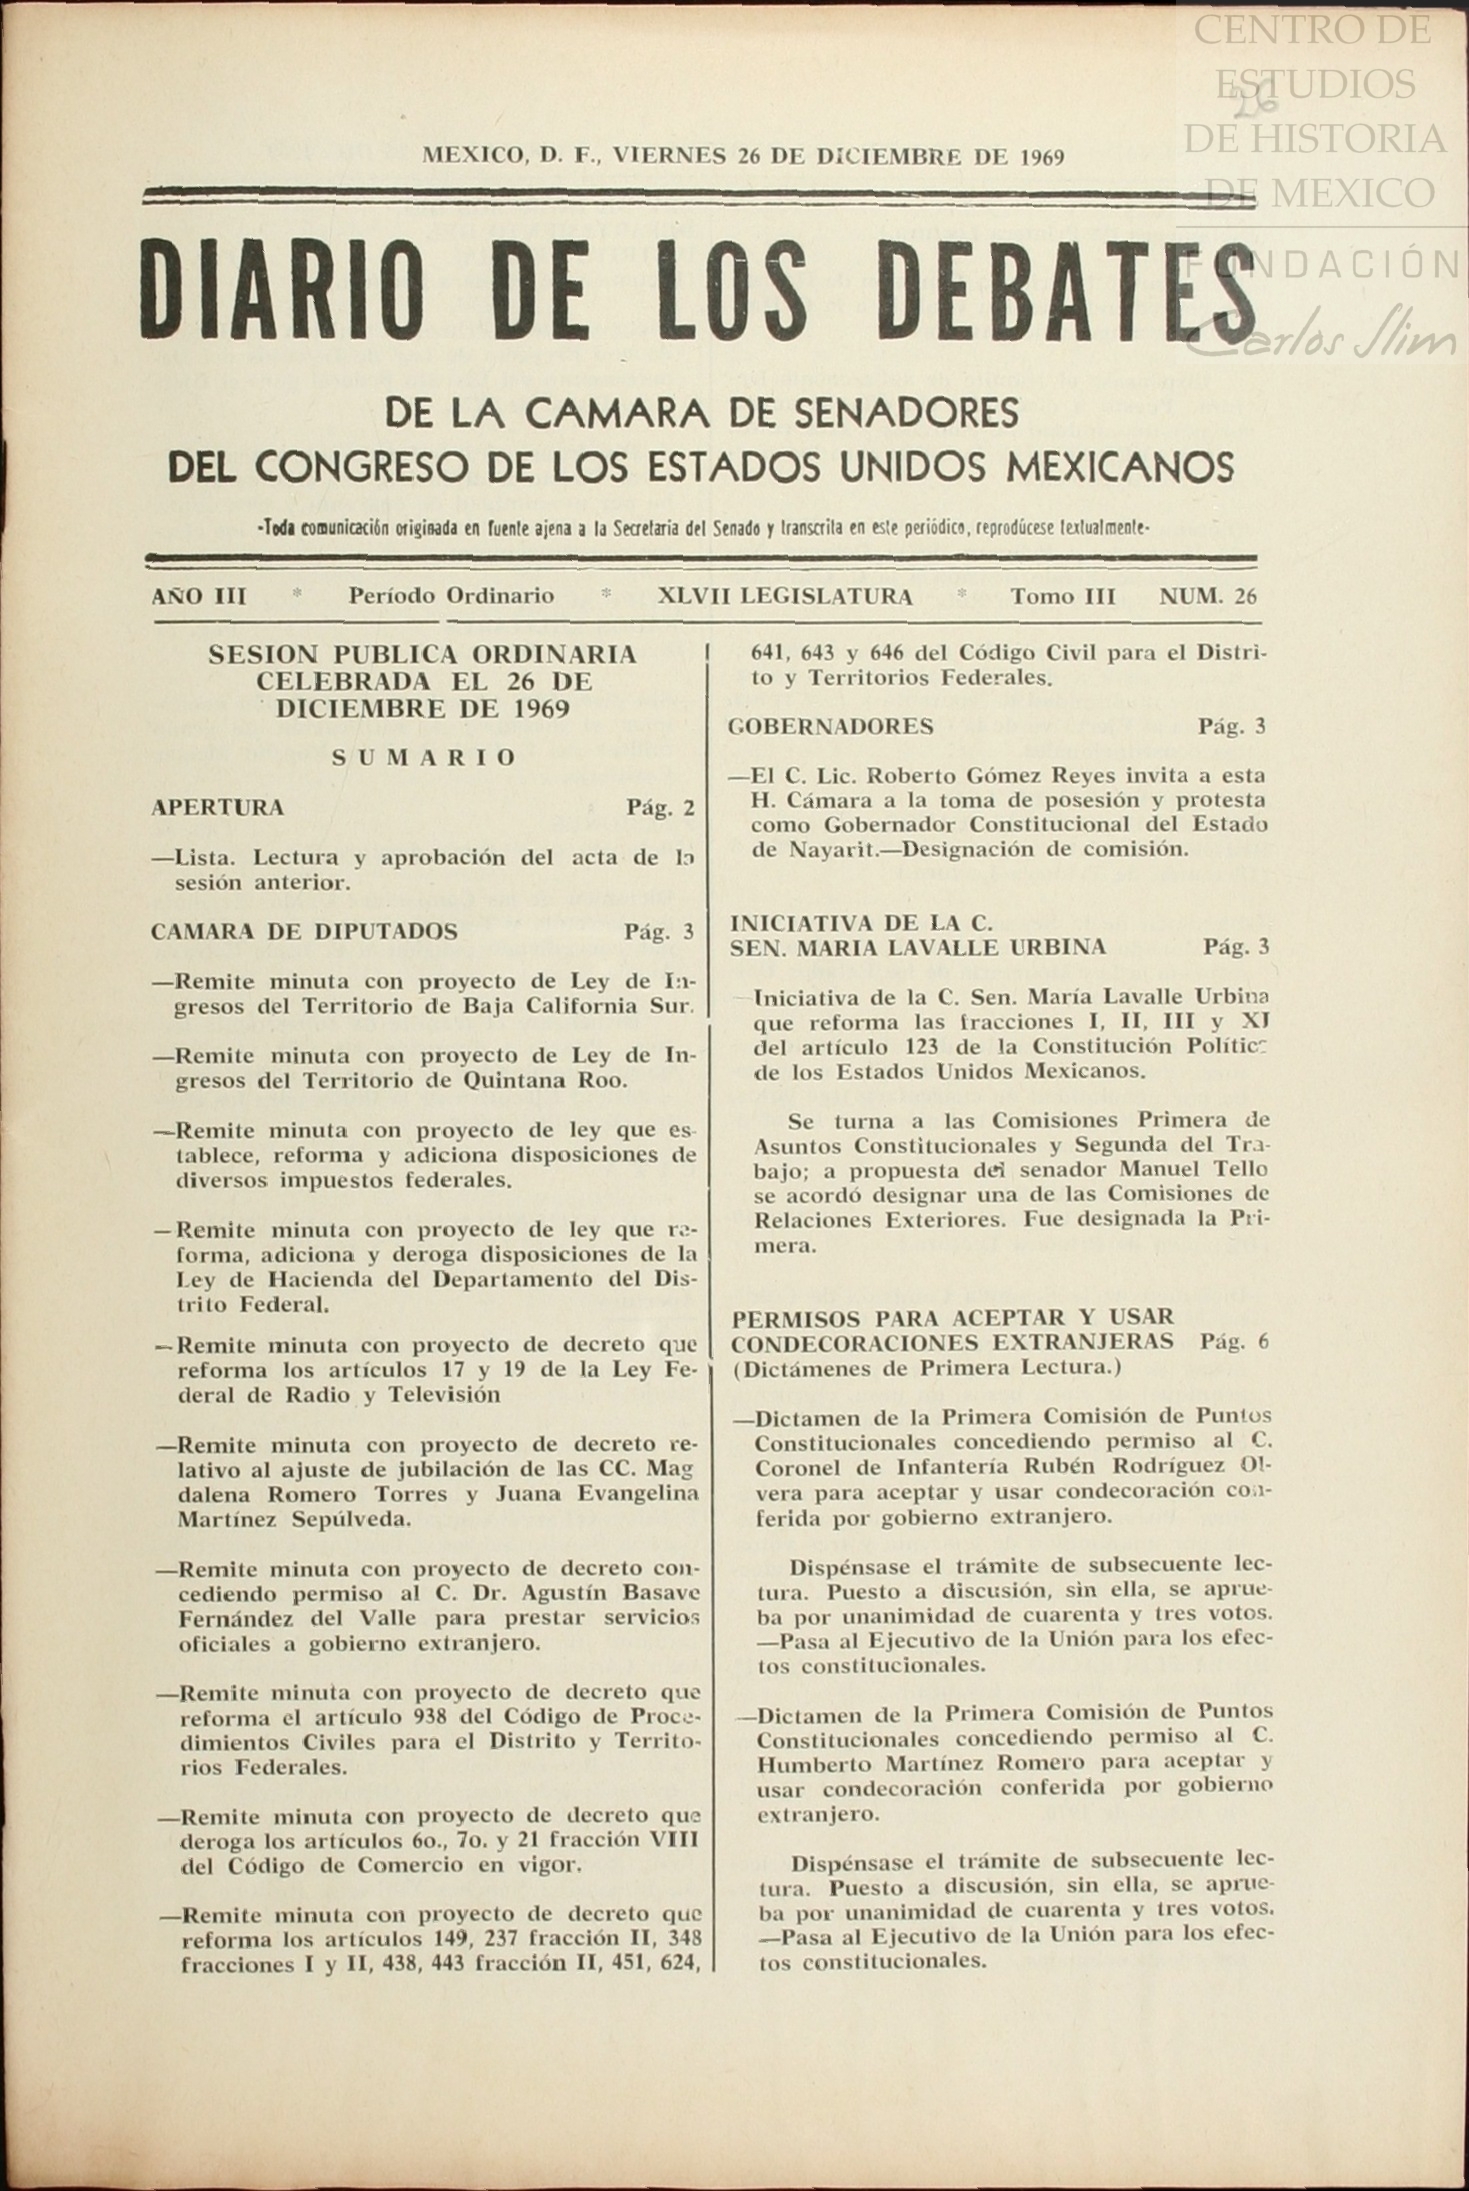 CENTRO DE
ESTUDIOS
26
DE HISTORIA
DE MEXICO
FUNDACIÓN
Carlos Slim
MEXICO, D. F., VIERNES 26 DE DICIEMBRE DE 1969
DIARIO DE LOS DEBATES
DE LA CAMARA DE SENADORES
DEL CONGRESO DE LOS ESTADOS UNIDOS MEXICANOS
-Toda comunicación originada en fuente ajena a la Secretaria del Senado y transcrita en este periódico, reprodúcese textualmente-
AÑO III * Período Ordinario * XLVII LEGISLATURA * Tomo III NUM. 26
SESION PUBLICA ORDINARIA
CELEBRADA EL 26 DE
DICIEMBRE DE 1969
SUMARIO
APERTURA Pág. 2
—Lista. Lectura y aprobación del acta de la
sesión anterior.
CAMARA DE DIPUTADOS Pág. 3
—Remite minuta con proyecto de Ley de In-
gresos del Territorio de Baja California Sur.
—Remite minuta con proyecto de Ley de In-
gresos del Territorio de Quintana Roo.
—Remite minuta con proyecto de ley que es-
tablece, reforma y adiciona disposiciones de
diversos impuestos federales.
—Remite minuta con proyecto de ley que re-
forma, adiciona y deroga disposiciones de la
Ley de Hacienda del Departamento del Dis-
trito Federal.
—Remite minuta con proyecto de decreto que
reforma los artículos 17 y 19 de la Ley Fe-
deral de Radio y Televisión
—Remite minuta con proyecto de decreto re-
lativo al ajuste de jubilación de las CC. Mag
dalena Romero Torres y Juana Evangelina
Martínez Sepúlveda.
—Remite minuta con proyecto de decreto con-
cediendo permiso al C. Dr. Agustín Basave
Fernández del Valle para prestar servicios
oficiales a gobierno extranjero.
—Remite minuta con proyecto de decreto que
reforma el artículo 938 del Código de Proce-
dimientos Civiles para el Distrito y Territo-
rios Federales.
—Remite minuta con proyecto de decreto que
deroga los artículos 6o., 7o. y 21 fracción VIII
del Código de Comercio en vigor.
—Remite minuta con proyecto de decreto que
reforma los artículos 149, 237 fracción II, 348
fracciones I y II, 438, 443 fracción II, 451, 624,
641, 643 y 646 del Código Civil para el Distri-
to y Territorios Federales.
GOBERNADORES Pág. 3
—El C. Lic. Roberto Gómez Reyes invita a esta
H. Cámara a la toma de posesión y protesta
como Gobernador Constitucional del Estado
de Nayarit.—Designación de comisión.
INICIATIVA DE LA C.
SEN. MARIA LAVALLE URBINA Pág. 3
—Iniciativa de la C. Sen. María Lavalle Urbina
que reforma las fracciones I, II, III y XI
del artículo 123 de la Constitución Política
de los Estados Unidos Mexicanos.
Se turna a las Comisiones Primera de
Asuntos Constitucionales y Segunda del Tra-
bajo; a propuesta del senador Manuel Tello
se acordó designar una de las Comisiones de
Relaciones Exteriores. Fue designada la Pri-
mera.
PERMISOS PARA ACEPTAR Y USAR
CONDECORACIONES EXTRANJERAS Pág. 6
(Dictámenes de Primera Lectura.)
—Dictamen de la Primera Comisión de Puntos
Constitucionales concediendo permiso al C.
Coronel de Infantería Rubén Rodríguez Ol-
vera para aceptar y usar condecoración con-
ferida por gobierno extranjero.
Dispénsase el trámite de subsecuente lec-
tura. Puesto a discusión, sin ella, se aprue-
ba por unanimidad de cuarenta y tres votos.
—Pasa al Ejecutivo de la Unión para los efec-
tos constitucionales.
—Dictamen de la Primera Comisión de Puntos
Constitucionales concediendo permiso al C.
Humberto Martínez Romero para aceptar y
usar condecoración conferida por gobierno
extranjero.
Dispénsase el trámite de subsecuente lec-
tura. Puesto a discusión, sin ella, se aprue-
ba por unanimidad de cuarenta y tres votos.
—Pasa al Ejecutivo de la Unión para los efec-
tos constitucionales.